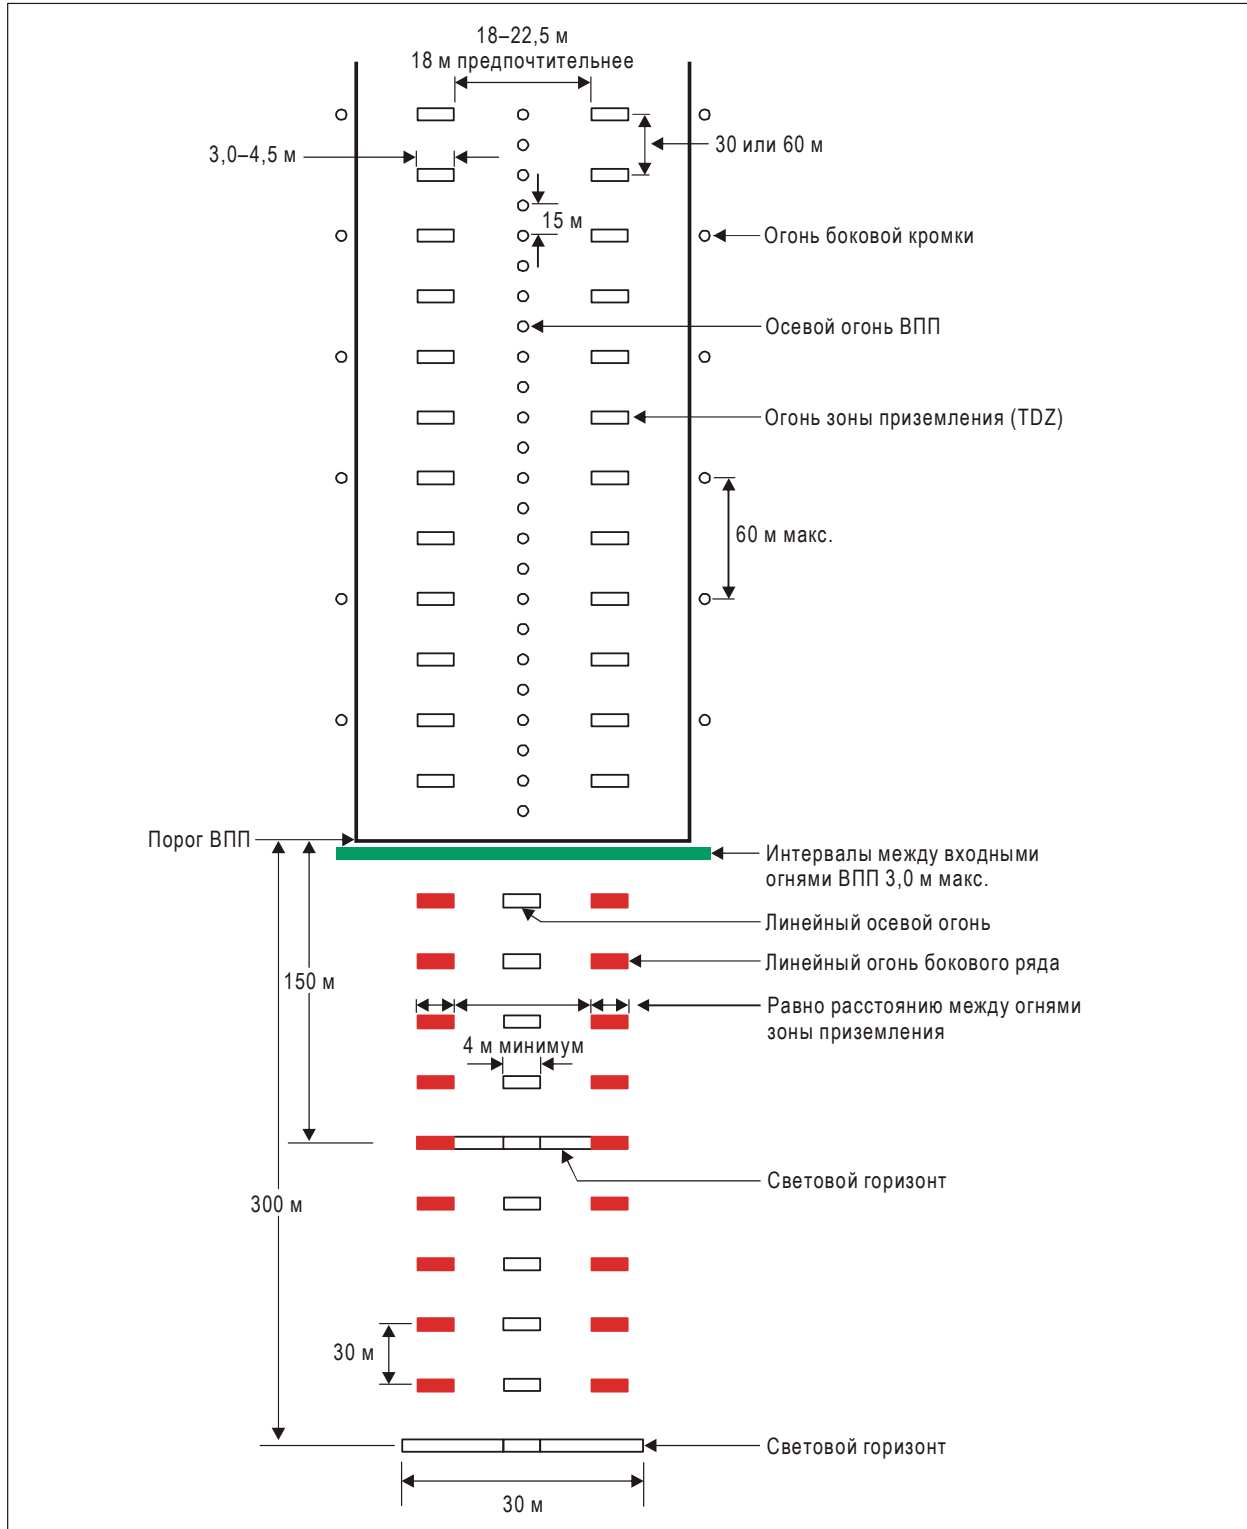 18–22,5 м
18 м предпочтительнее
3,0–4,5 м
30 или 60 м
15 м
Огонь боковой кромки
Осевой огонь ВПП
Огонь зоны приземления (TDZ)
60 м макс.
Порог ВПП
Интервалы между входными
огнями ВПП 3,0 м макс.
Линейный осевой огонь
Линейный огонь бокового ряда
150 м
Равно расстоянию между огнями
зоны приземления
4 м минимум
Световой горизонт
300 м
30 м
Световой горизонт
30 м